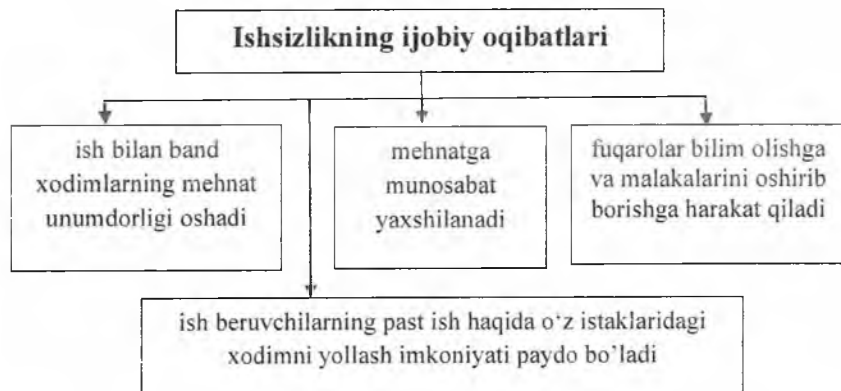 Ishsizlikning ijobiy oqibatlari
ish bilan band
xodimlarning mehnat
unumdorligi oshadi
mehnatga
munosabat
yaxshilanadi
fuqarolar bilim olishga
va malakalarini oshirib
borishga harakat qiladi
ish beruvchilarning past ish haqida o‘z istaklaridagi
xodimni yollash imkoniyati paydo bo’ladi